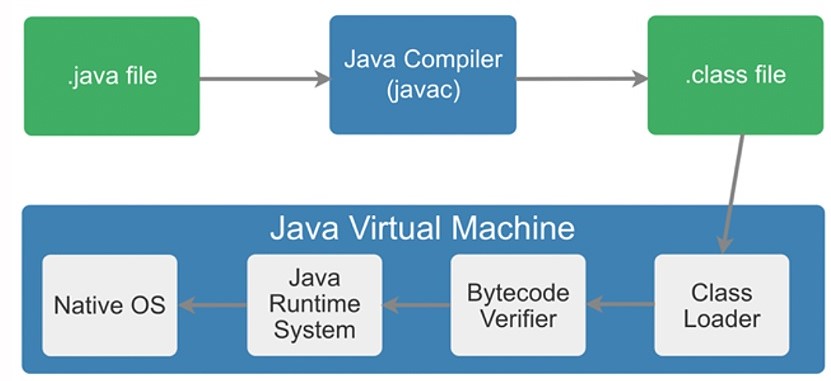 .java file
Java Compiler
(javac)
.class file
Java Virtual Machine
Native OS
Java
Runtime
System
Bytecode
Verifier
Class
Loader